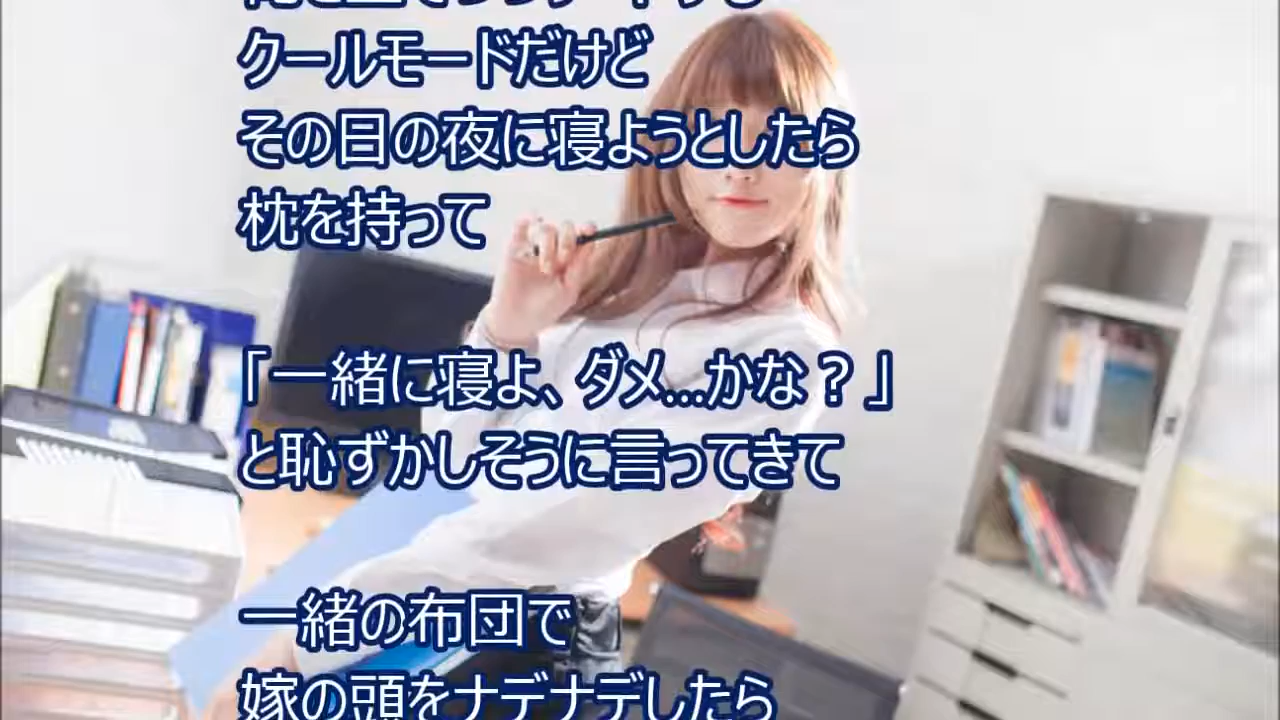 クールモードだけど
その日の夜に寝ようとしたら
枕を持って
「一緒に寝よ、ダメ...かな？」
と恥ずかしそうに言ってきて
一緒の布団で
嫁の頭をナデナデしたら